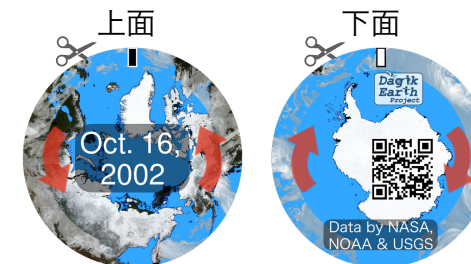 上面
Oct. 16,
2002
下面
Dagik
Earth
Project
Data by NASA,
NOAA & USGS